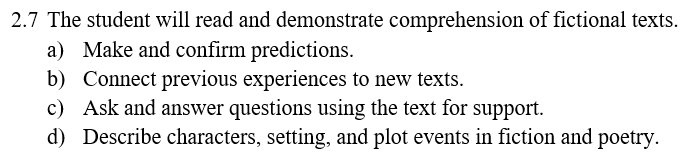 2.7 The student will read and demonstrate comprehension of fictional texts.
a) Make and confirm predictions.
b) Connect previous experiences to new texts.
c) Ask and answer questions using the text for support.
d) Describe characters, setting, and plot events in fiction and poetry.